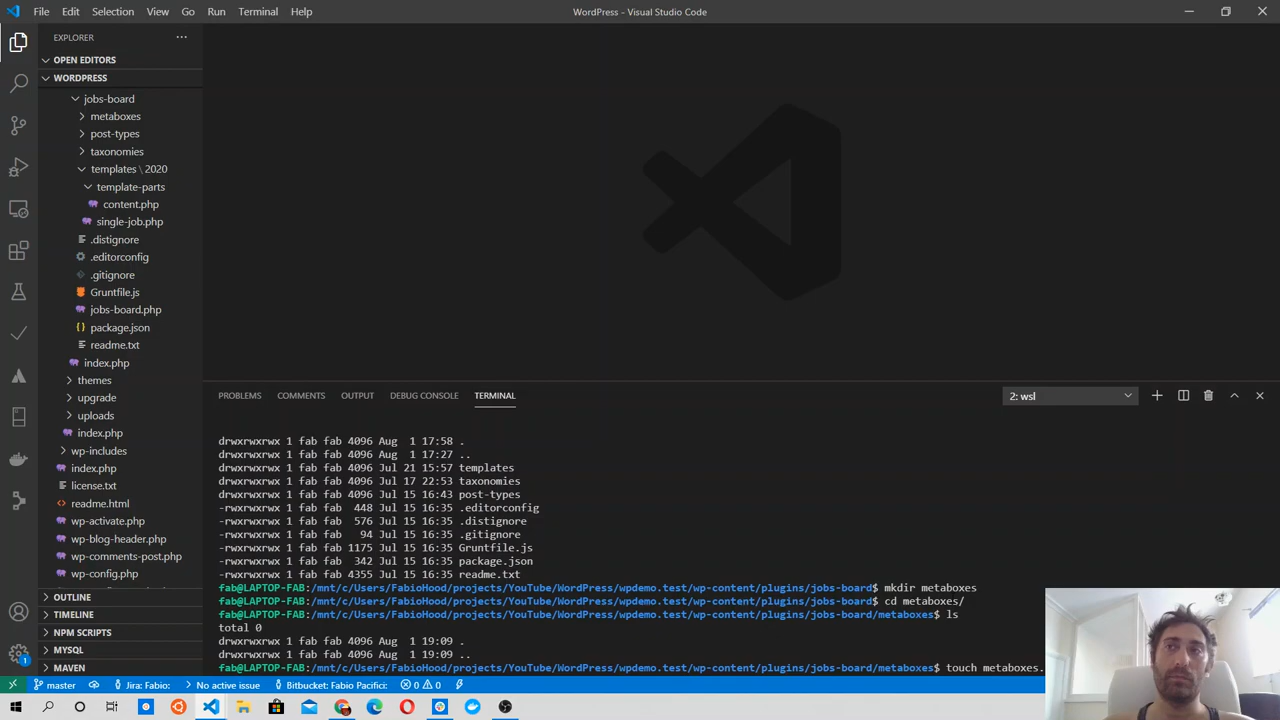 File Edit Selection View Go Run Terminal Help
WordPress - Visual Studio Code
EXPLORER
OPEN EDITORS
WORDPRESS
jobs-board
metaboxes
post-types
taxonomies
templates \ 2020
template-parts
content.php
single-job.php
.distignore
.editorconfig
.gitignore
Gruntfile.js
jobs-board.php
package.json
readme.txt
index.php
themes
upgrade
uploads
index.php
wp-includes
index.php
license.txt
readme.html
wp-activate.php
wp-blog-header.php
wp-comments-post.php
wp-config.php
OUTLINE
TIMELINE
NPM SCRIPTS
MYSQL
MAVEN
PROBLEMS COMMENTS OUTPUT DEBUG CONSOLE TERMINAL
2: wsl
drwxrwxrwx 1 fab fab 4096 Aug 1 17:58 .
drwxrwxrwx 1 fab fab 4096 Aug 1 17:27 ..
drwxrwxrwx 1 fab fab 4096 Jul 21 15:57 templates
drwxrwxrwx 1 fab fab 4096 Jul 17 22:53 taxonomies
drwxrwxrwx 1 fab fab 4096 Jul 15 16:43 post-types
-rwxrwxrwx 1 fab fab 448 Jul 15 16:35 .editorconfig
-rwxrwxrwx 1 fab fab 576 Jul 15 16:35 .distignore
-rwxrwxrwx 1 fab fab 94 Jul 15 16:35 .gitignore
-rwxrwxrwx 1 fab fab 1175 Jul 15 16:35 Gruntfile.js
-rwxrwxrwx 1 fab fab 342 Jul 15 16:35 package.json
-rwxrwxrwx 1 fab fab 4355 Jul 15 16:35 readme.txt
fab@LAPTOP-FAB:/mnt/c/Users/FabioHood/projects/YouTube/WordPress/wpdemo.test/wp-content/plugins/jobs-board$ mkdir metaboxes
fab@LAPTOP-FAB:/mnt/c/Users/FabioHood/projects/YouTube/WordPress/wpdemo.test/wp-content/plugins/jobs-board$ cd metaboxes/
fab@LAPTOP-FAB:/mnt/c/Users/FabioHood/projects/YouTube/WordPress/wpdemo.test/wp-content/plugins/jobs-board/metaboxes$ ls
total 0
drwxrwxrwx 1 fab fab 4096 Aug 1 19:09 .
drwxrwxrwx 1 fab fab 4096 Aug 1 19:09 ..
fab@LAPTOP-FAB:/mnt/c/Users/FabioHood/projects/YouTube/WordPress/wpdemo.test/wp-content/plugins/jobs-board/metaboxes$ touch metaboxes.
master Jira: Fabio: No active issue Bitbucket: Fabio Pacifici: 0 0
1